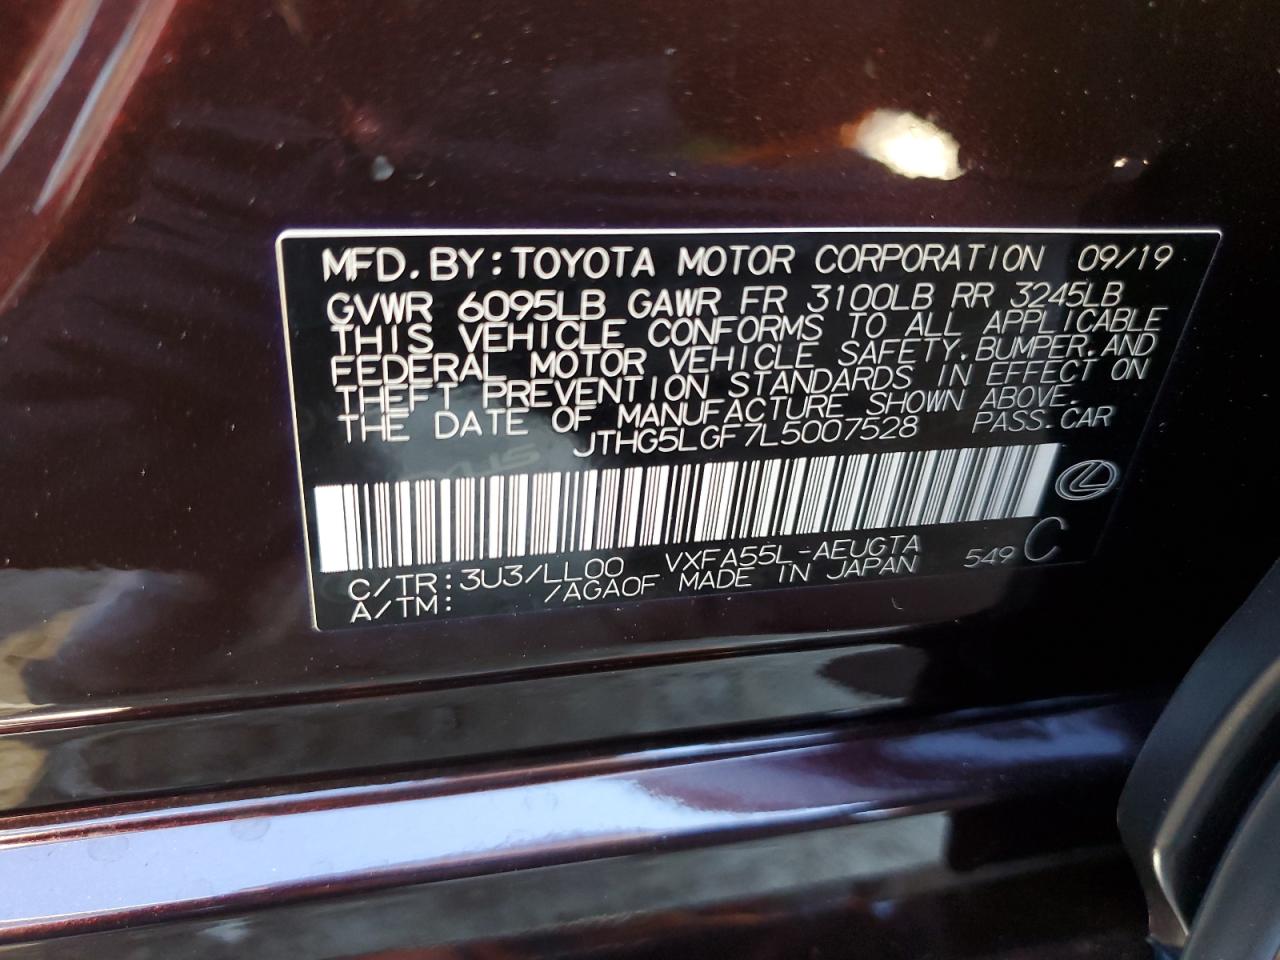 MFD. BY: TOYOTA MOTOR CORPORATION 09/19
GVWR 6095LB GAWR FR 3100LB RR 3245LB
THIS VEHICLE CONFORMS TO ALL APPLICABLE
FEDERAL MOTOR VEHICLE SAFETY, BUMPER, AND
THEFT PREVENTION STANDARDS IN EFFECT ON
THE DATE OF MANUFACTURE SHOWN ABOVE.
JTHG5LGF7L5007528 PASS. CAR
C/TR: 3U3/LL00 VXFA55L-AEUGTA 549 C
A/TM: /AGA0F MADE IN JAPAN